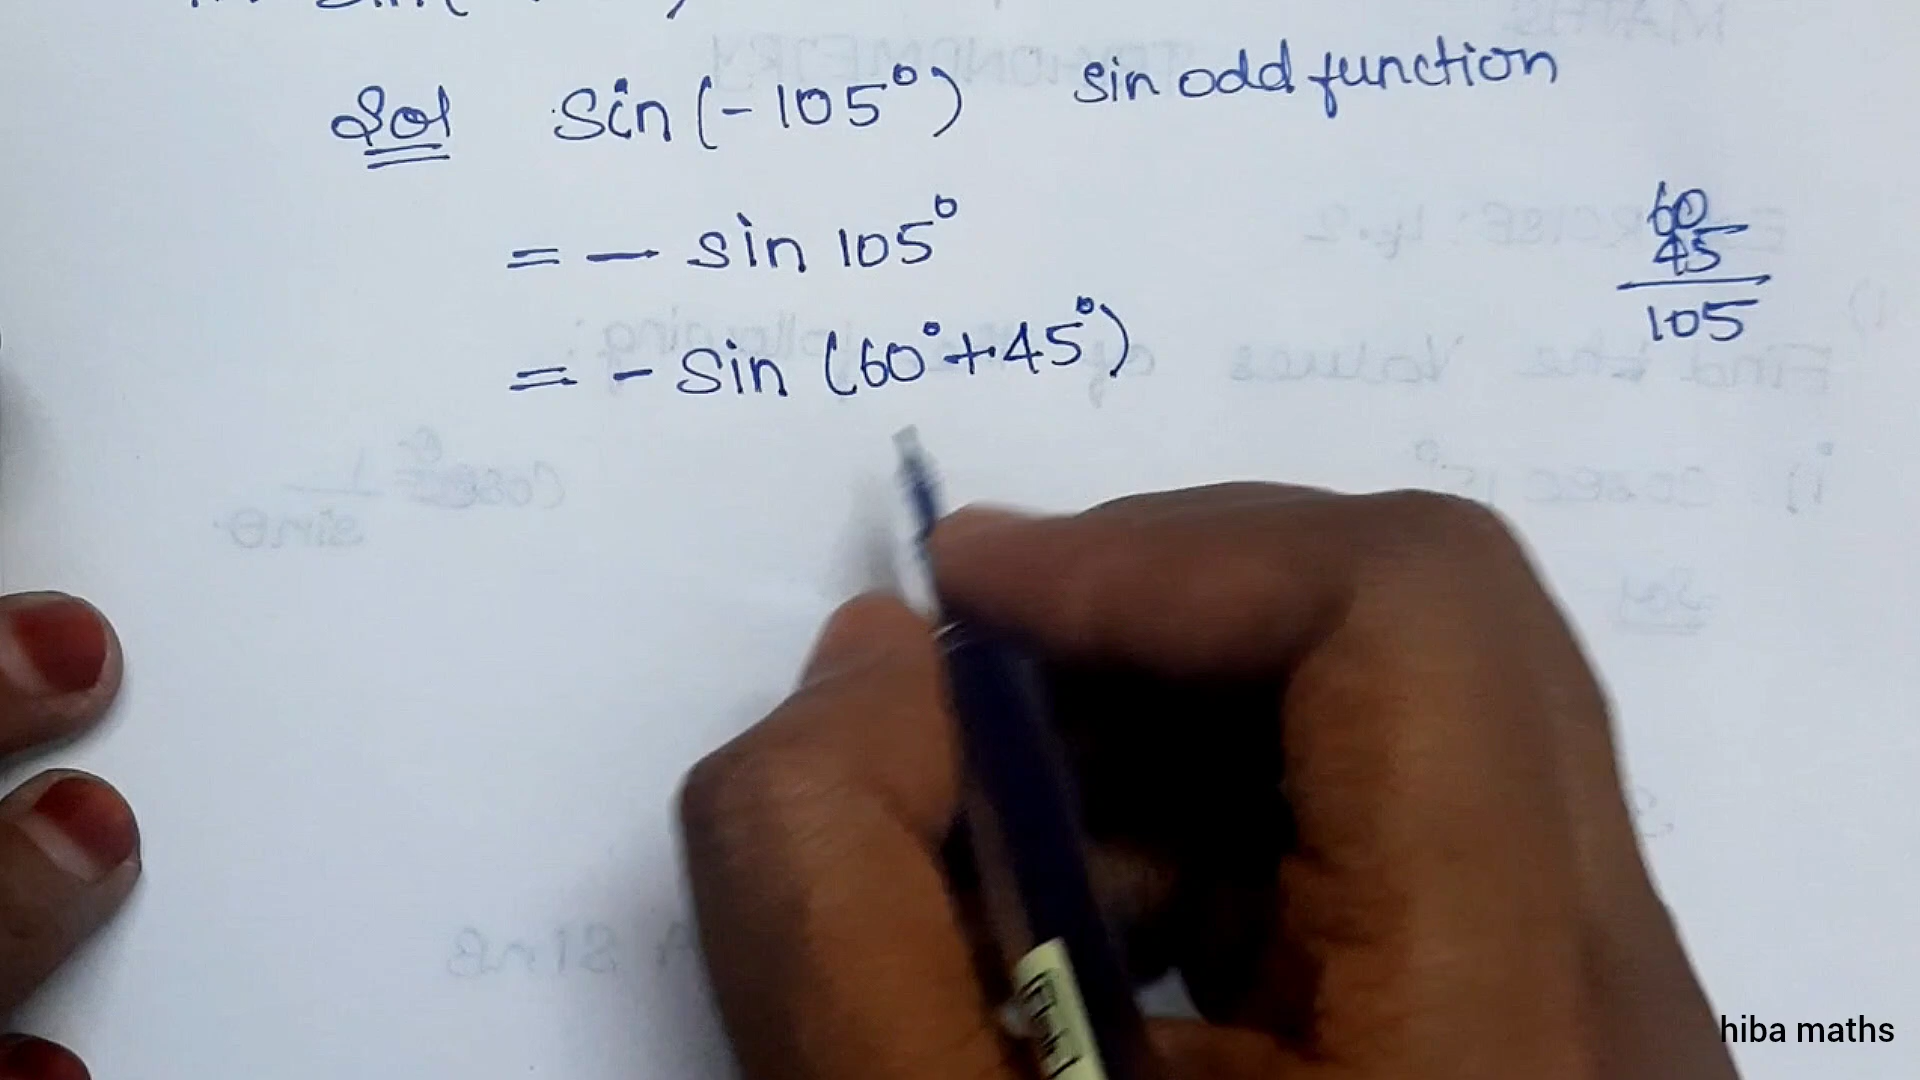 Sol sin(-105°) sin odd function
= - sin 105°
= - sin (60° + 45°)
60
45
105
hiba maths